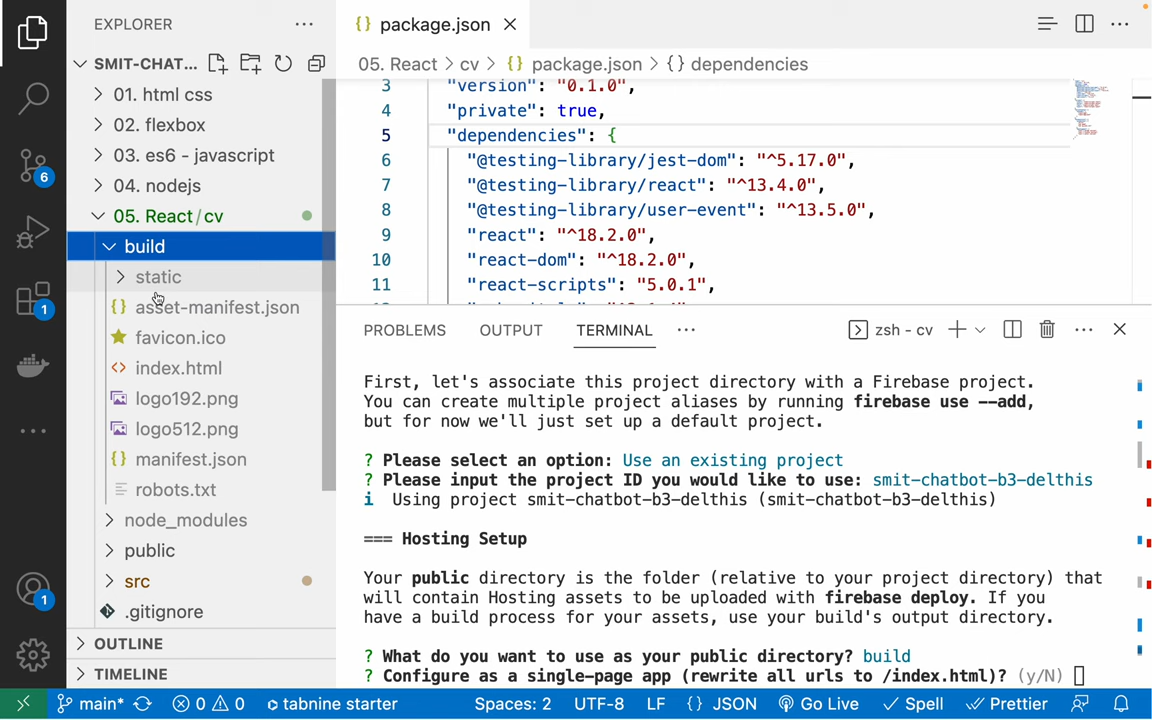 EXPLORER
SMIT-CHAT...
01. html css
02. flexbox
03. es6 - javascript
04. nodejs
05. React/cv
build
static
asset-manifest.json
favicon.ico
index.html
logo192.png
logo512.png
manifest.json
robots.txt
node_modules
public
src
.gitignore
OUTLINE
TIMELINE
6
1
1
{} package.json
05. React > cv > {} package.json > {} dependencies
3 "version": "0.1.0",
4 "private": true,
5 "dependencies": {
6 "@testing-library/jest-dom": "^5.17.0",
7 "@testing-library/react": "^13.4.0",
8 "@testing-library/user-event": "^13.5.0",
9 "react": "^18.2.0",
10 "react-dom": "^18.2.0",
11 "react-scripts": "5.0.1",
PROBLEMS OUTPUT TERMINAL ··· zsh - cv
First, let's associate this project directory with a Firebase project.
You can create multiple project aliases by running firebase use --add,
but for now we'll just set up a default project.
? Please select an option: Use an existing project
? Please input the project ID you would like to use: smit-chatbot-b3-delthis
i Using project smit-chatbot-b3-delthis (smit-chatbot-b3-delthis)
=== Hosting Setup
Your public directory is the folder (relative to your project directory) that
will contain Hosting assets to be uploaded with firebase deploy. If you
have a build process for your assets, use your build's output directory.
? What do you want to use as your public directory? build
? Configure as a single-page app (rewrite all urls to /index.html)? (y/N)
main* 0 0 tabnine starter Spaces: 2 UTF-8 LF {} JSON Go Live Spell Prettier